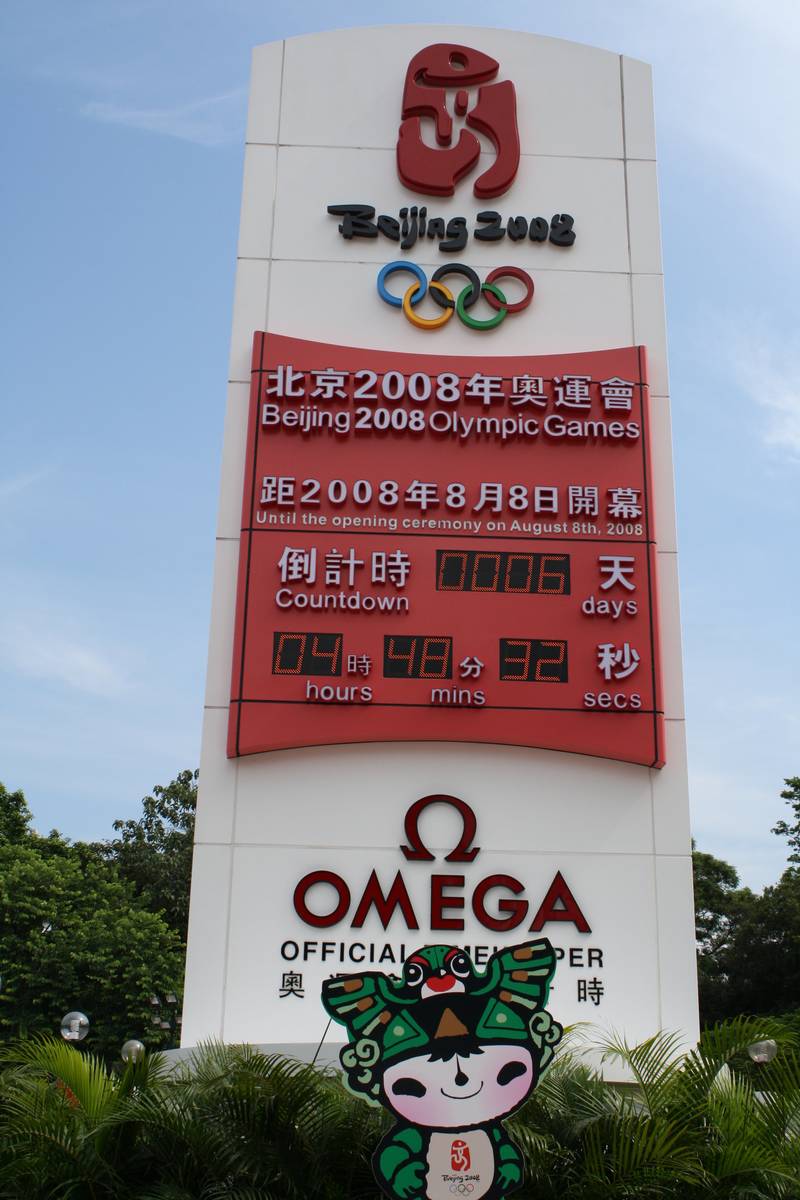 Beijing 2008
北京2008年奧運會
Beijing 2008 Olympic Games
距2008年8月8日開幕
Until the opening ceremony on August 8th, 2008
倒計時 0006 天
Countdown days
04 時 48 分 32 秒
hours mins secs
Ω
OMEGA
OFFICIAL
奧 時
Beijing 2008